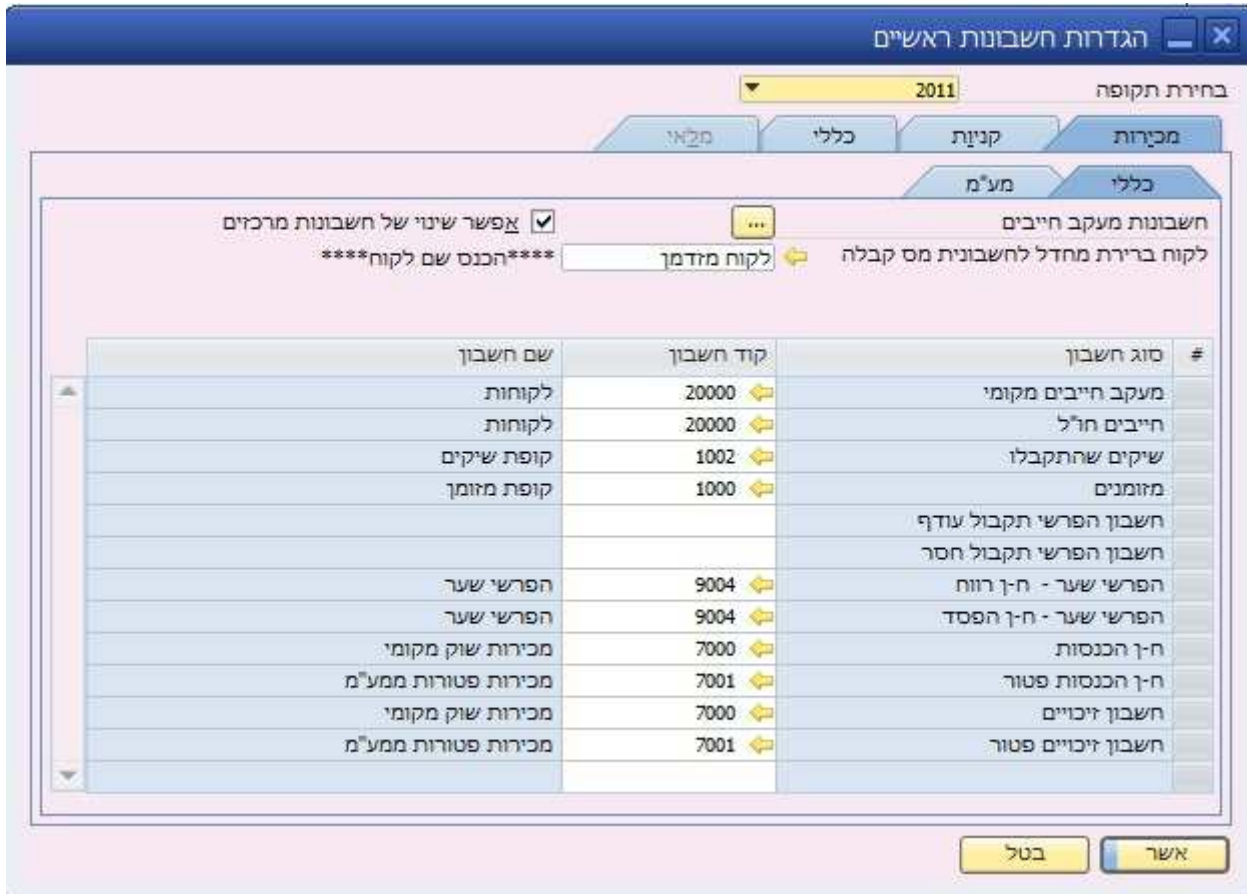 הגדרות חשבונות ראשיים
בחירת תקופה 2011
מכירות קניות כללי מלאי
כללי מע"מ
חשבונות מעקב חייבים ... אפשר שינוי של חשבונות מרכזים
לקוח ברירת מחדל לחשבונית מס קבלה לקוח מזדמן ****הכנס שם לקוח****
# סוג חשבון קוד חשבון שם חשבון
מעקב חייבים מקומי 20000 לקוחות
חייבים חו"ל 20000 לקוחות
שיקים שהתקבלו 1002 קופת שיקים
מזומנים 1000 קופת מזומן
חשבון הפרשי תקבול עודף
חשבון הפרשי תקבול חסר
הפרשי שער - ח-ן רווח 9004 הפרשי שער
הפרשי שער - ח-ן הפסד 9004 הפרשי שער
ח-ן הכנסות 7000 מכירות שוק מקומי
ח-ן הכנסות פטור 7001 מכירות פטורות ממע"מ
חשבון זיכויים 7000 מכירות שוק מקומי
חשבון זיכויים פטור 7001 מכירות פטורות ממע"מ
אשר בטל